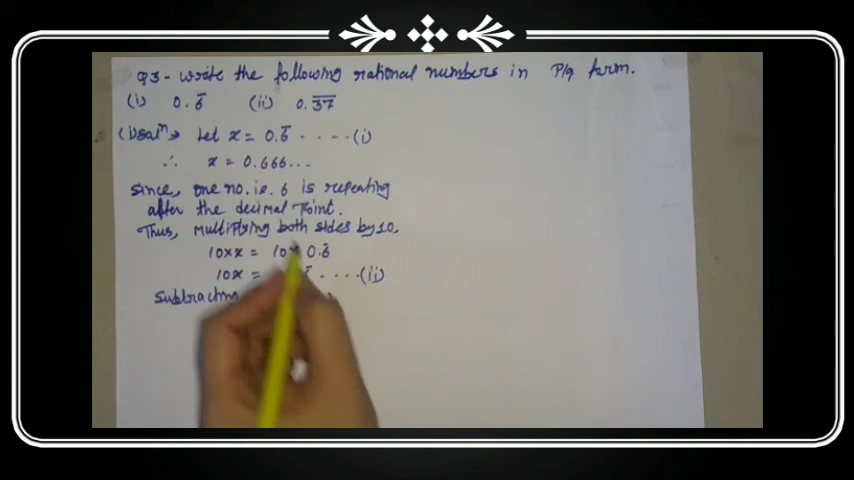 Q3- Write the following rational numbers in P/q form.
(i) 0.6̅ (ii) 0.3̅7̅
(i) Solⁿ→ Let x = 0.6̅ ----- (i)
∴ x = 0.666...
since, one no. i.e. 6 is repeating
after the decimal Point.
Thus, multiplying both sides by 10,
10×x = 10× 0.6̅
10x = ....(ii)
Subtracting